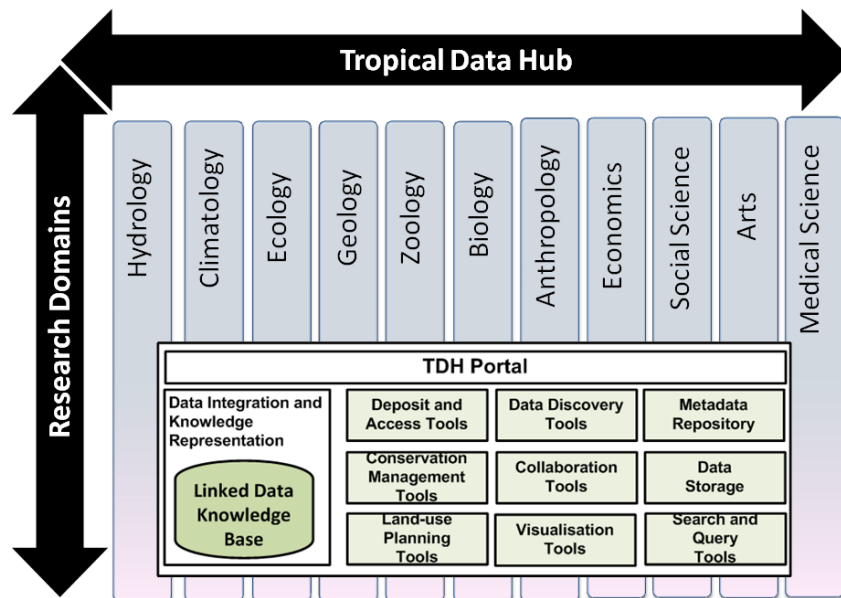 Tropical Data Hub
Research Domains
Hydrology
Climatology
Ecology
Geology
Zoology
Biology
Anthropology
Economics
Social Science
Arts
Medical Science
TDH Portal
Data Integration and
Knowledge
Representation
Linked Data
Knowledge
Base
Deposit and
Access Tools
Data Discovery
Tools
Metadata
Repository
Conservation
Management
Tools
Collaboration
Tools
Data
Storage
Land-use
Planning
Tools
Visualisation
Tools
Search and
Query
Tools